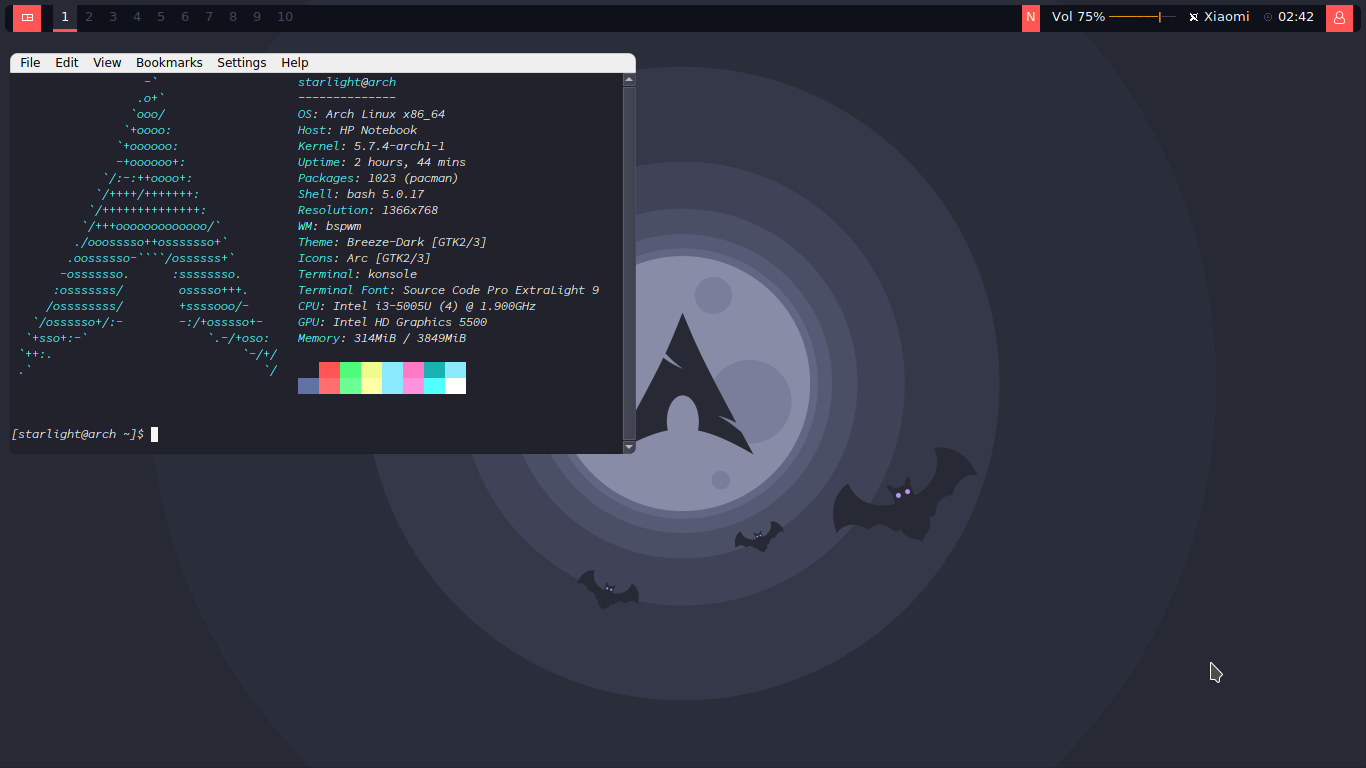 1 2 3 4 5 6 7 8 9 10 N Vol 75% Xiaomi 02:42
File Edit View Bookmarks Settings Help
-`                    starlight@arch
.o+`                   --------------
`ooo/                   OS: Arch Linux x86_64
`+oooo:                  Host: HP Notebook
`+oooooo:                 Kernel: 5.7.4-arch1-1
-+oooooo+:                Uptime: 2 hours, 44 mins
`/:-:++oooo+:               Packages: 1023 (pacman)
`/++++/+++++++:              Shell: bash 5.0.17
`/++++++++++++++:             Resolution: 1366x768
`/+++ooooooooooooo/`           WM: bspwm
./ooosssso++osssssso+`          Theme: Breeze-Dark [GTK2/3]
.oossssso-````/ossssss+`         Icons: Arc [GTK2/3]
-osssssso.      :ssssssso.        Terminal: konsole
:osssssss/        osssso+++.       Terminal Font: Source Code Pro ExtraLight 9
/ossssssss/        +ssssooo/-       CPU: Intel i3-5005U (4) @ 1.900GHz
`/ossssso+/:-        -:/+osssso+-     GPU: Intel HD Graphics 5500
`+sso+:-`                 `.-/+oso:    Memory: 314MiB / 3849MiB
`++:.                           `-/+/
.`                                 `/
[starlight@arch ~]$